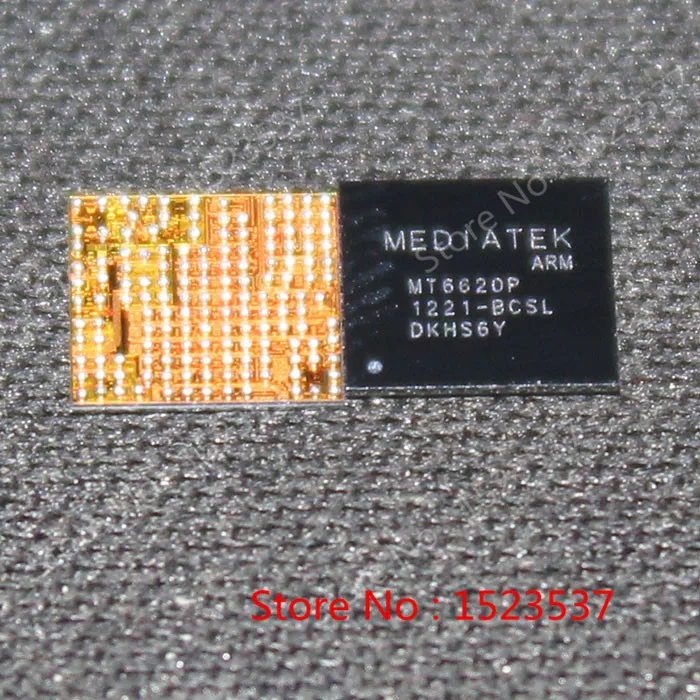 MEDIATEK
ARM
MT6620P
1221-BCSL
DKHS6Y
Store No : 1523537